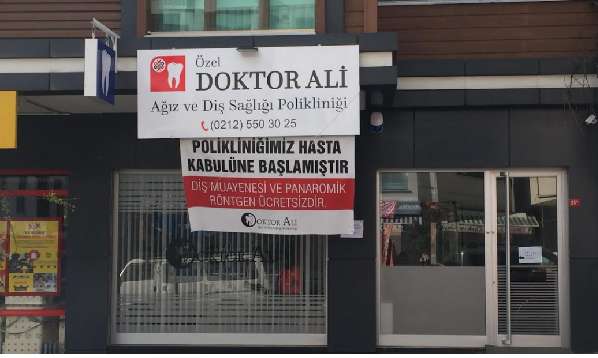 Özel
DOKTOR ALİ
Ağız ve Diş Sağlığı Polikliniği
(0212) 550 30 25
POLİKLİNİĞİMİZ HASTA
KABULÜNE BAŞLAMIŞTIR
DİŞ MUAYENESİ VE PANAROMİK
RÖNTGEN ÜCRETSİZDİR.
DOKTOR ALİ